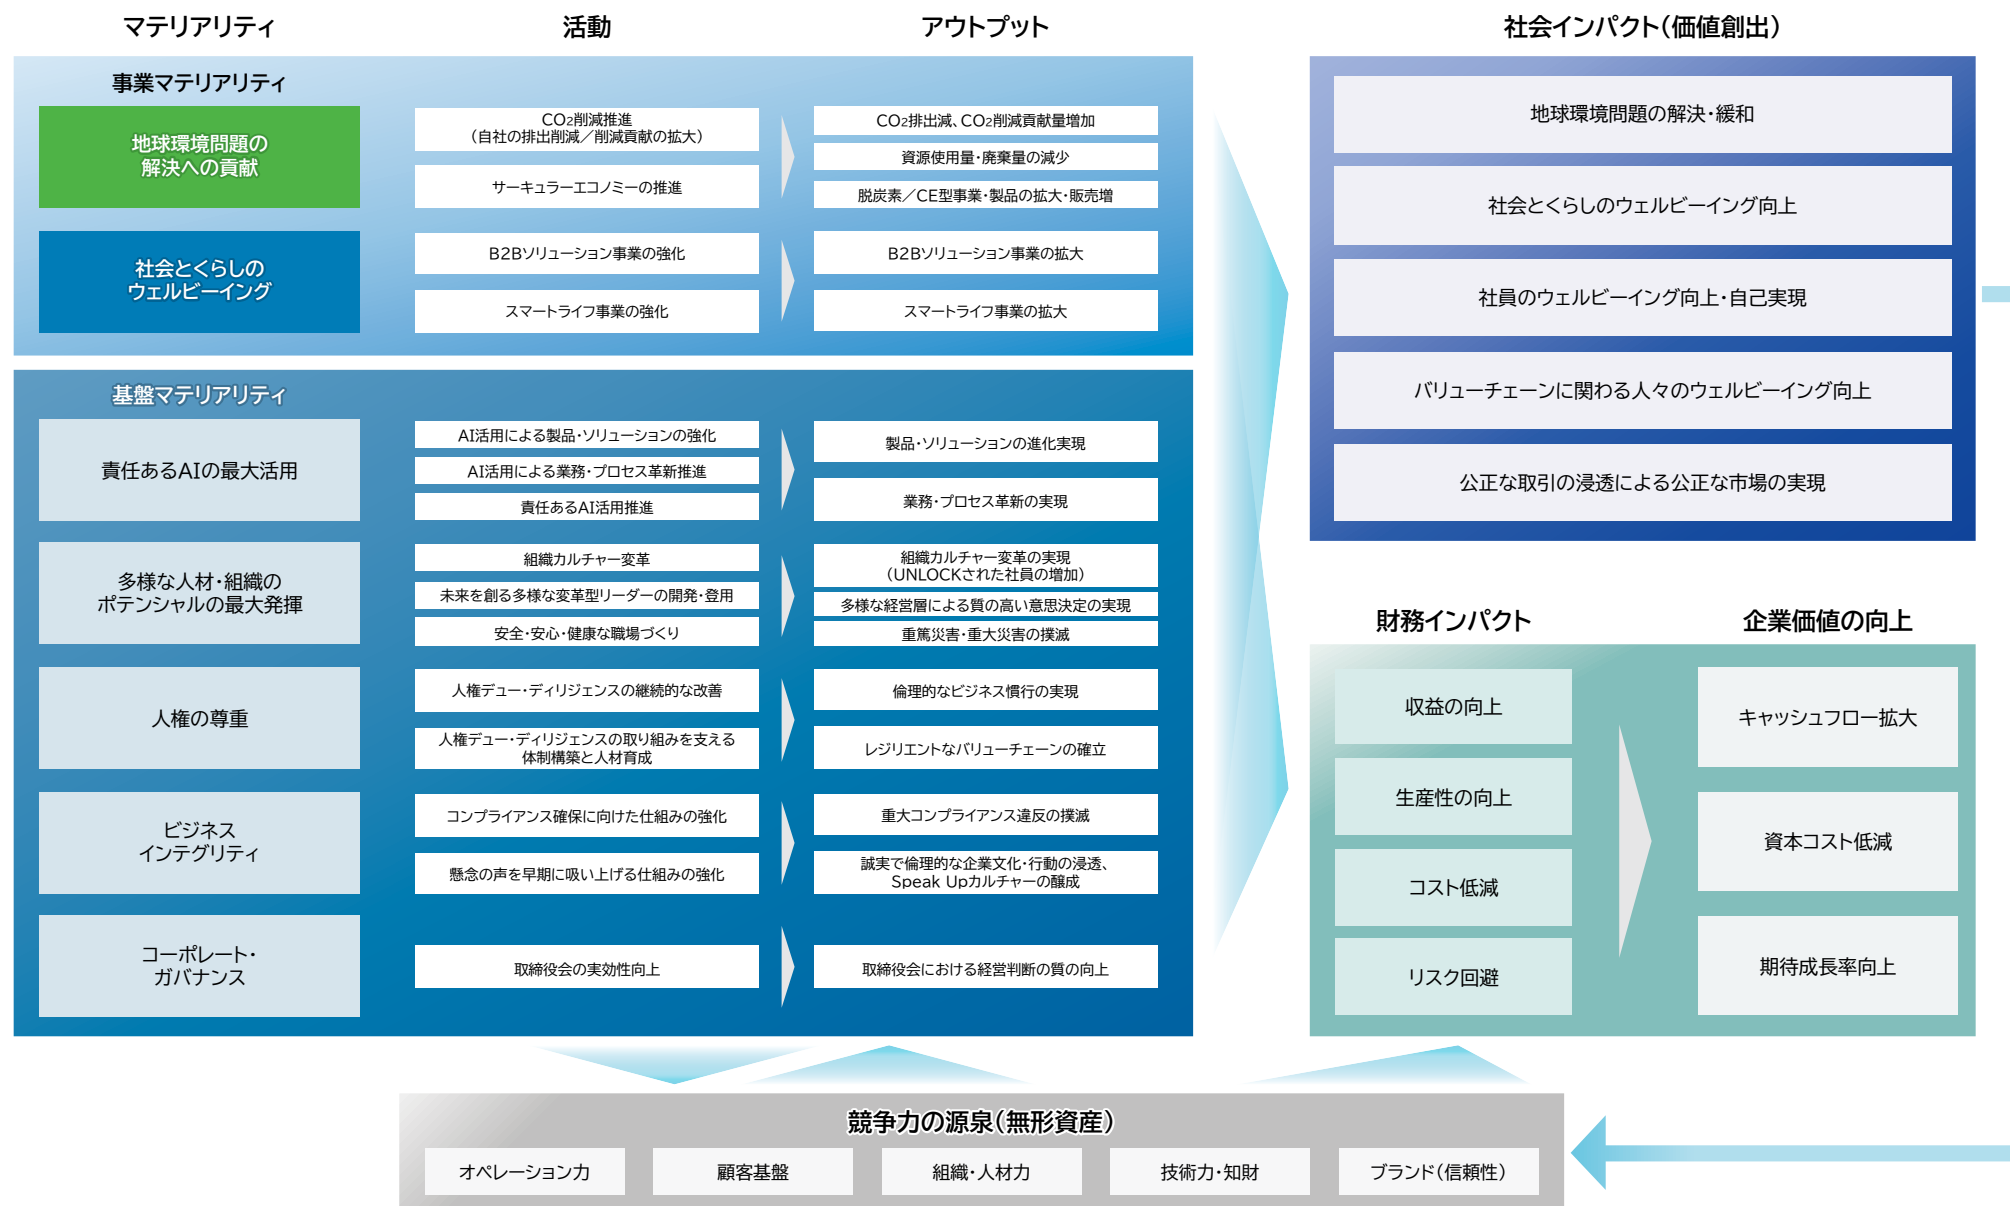 マテリアリティ
活動
アウトプット
社会インパクト(価値創出)
事業マテリアリティ
地球環境問題の
解決への貢献
CO2削減推進
(自社の排出削減／削減貢献の拡大)
サーキュラーエコノミーの推進
CO2排出減、CO2削減貢献量増加
資源使用量・廃棄量の減少
脱炭素／CE型事業・製品の拡大・販売増
社会とくらしの
ウェルビーイング
B2Bソリューション事業の強化
スマートライフ事業の強化
B2Bソリューション事業の拡大
スマートライフ事業の拡大
基盤マテリアリティ
責任あるAIの最大活用
AI活用による製品・ソリューションの強化
AI活用による業務・プロセス革新推進
責任あるAI活用推進
製品・ソリューションの進化実現
業務・プロセス革新の実現
多様な人材・組織の
ポテンシャルの最大発揮
組織カルチャー変革
未来を創る多様な変革型リーダーの開発・登用
安全・安心・健康な職場づくり
組織カルチャー変革の実現
(UNLOCKされた社員の増加)
多様な経営層による質の高い意思決定の実現
重篤災害・重大災害の撲滅
人権の尊重
人権デュー・ディリジェンスの継続的な改善
人権デュー・ディリジェンスの取り組みを支える
体制構築と人材育成
倫理的なビジネス慣行の実現
レジリエントなバリューチェーンの確立
ビジネス
インテグリティ
コンプライアンス確保に向けた仕組みの強化
懸念の声を早期に吸い上げる仕組みの強化
重大コンプライアンス違反の撲滅
誠実で倫理的な企業文化・行動の浸透、
Speak Upカルチャーの醸成
コーポレート・
ガバナンス
取締役会の実効性向上
取締役会における経営判断の質の向上
地球環境問題の解決・緩和
社会とくらしのウェルビーイング向上
社員のウェルビーイング向上・自己実現
バリューチェーンに関わる人々のウェルビーイング向上
公正な取引の浸透による公正な市場の実現
財務インパクト
企業価値の向上
収益の向上
生産性の向上
コスト低減
リスク回避
キャッシュフロー拡大
資本コスト低減
期待成長率向上
競争力の源泉(無形資産)
オペレーション力
顧客基盤
組織・人材力
技術力・知財
ブランド(信頼性)